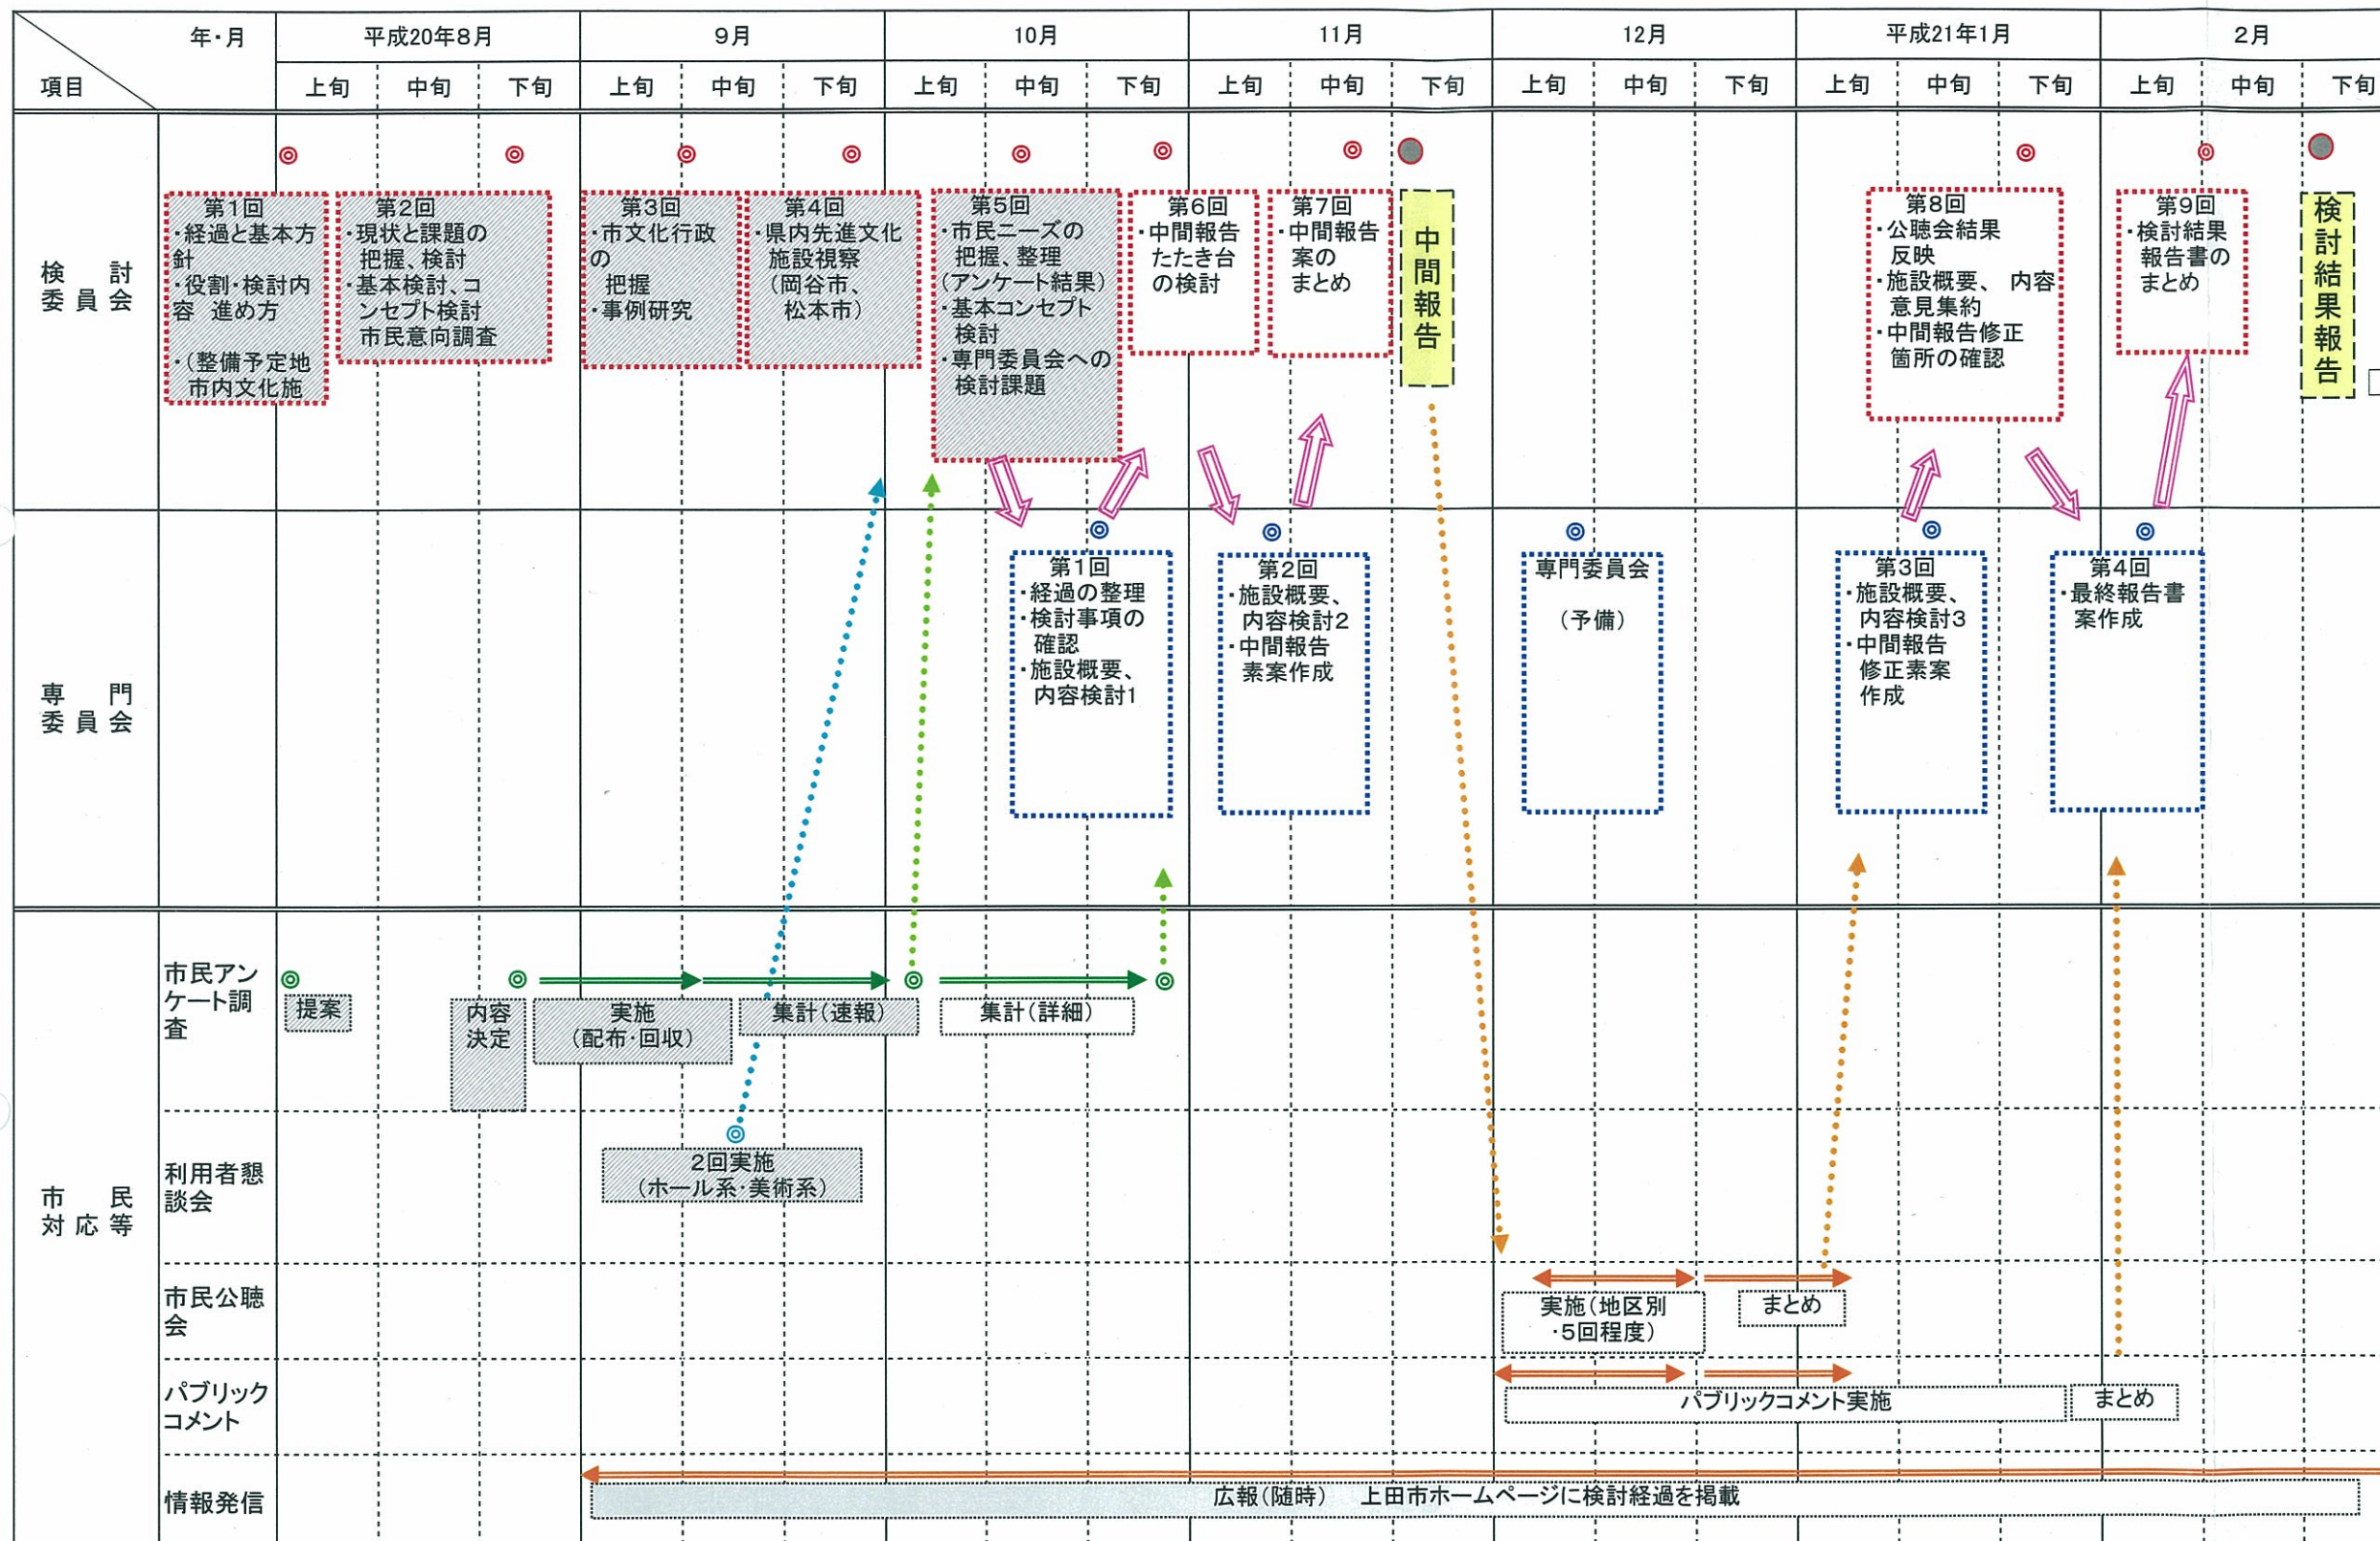 年・月
項目
平成20年8月
9月
10月
11月
12月
平成21年1月
2月
上旬 中旬 下旬
上旬 中旬 下旬
上旬 中旬 下旬
上旬 中旬 下旬
上旬 中旬 下旬
上旬 中旬 下旬
上旬 中旬 下旬
検 討
委員会
第1回
・経過と基本方
針
・役割・検討内
容 進め方
・(整備予定地
市内文化施
第2回
・現状と課題の
把握、検討
・基本検討、コ
ンセプト検討
市民意向調査
第3回
・市文化行政
の
把握
・事例研究
第4回
・県内先進文化
施設視察
(岡谷市、
松本市)
第5回
・市民ニーズの
把握、整理
(アンケート結果)
・基本コンセプト
検討
・専門委員会への
検討課題
第6回
・中間報告
たたき台
の検討
第7回
・中間報告
案の
まとめ
中間報告
第8回
・公聴会結果
反映
・施設概要、 内容
意見集約
・中間報告修正
箇所の確認
第9回
・検討結果
報告書の
まとめ
検討結果報告
専 門
委員会
第1回
・経過の整理
・検討事項の
確認
・施設概要、
内容検討1
第2回
・施設概要、
内容検討2
・中間報告
素案作成
専門委員会
(予備)
第3回
・施設概要、
内容検討3
・中間報告
修正素案
作成
第4回
・最終報告書
案作成
市 民
対応等
市民アン
ケート調
査
提案
内容
決定
実施
(配布・回収)
集計(速報)
集計(詳細)
利用者懇
談会
2回実施
(ホール系・美術系)
市民公聴
会
実施(地区別
・5回程度)
まとめ
パブリック
コメント
パブリックコメント実施
まとめ
情報発信
広報(随時) 上田市ホームページに検討経過を掲載